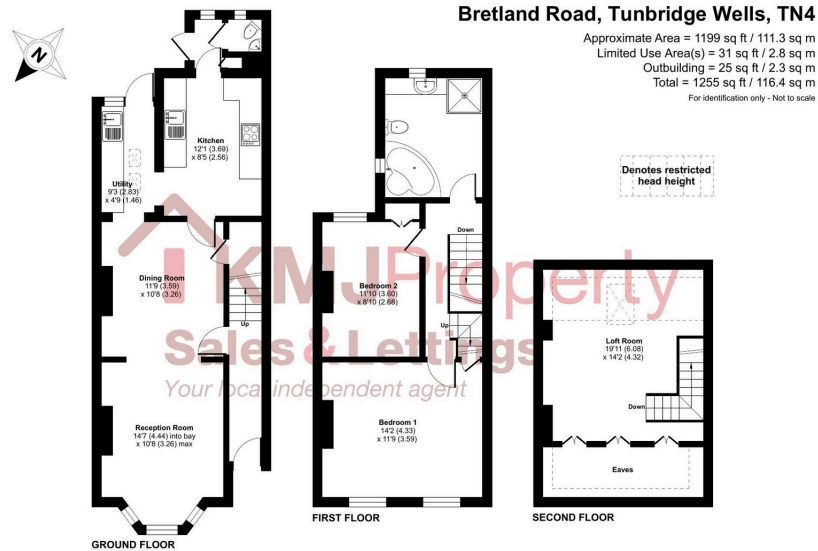 Bretland Road, Tunbridge Wells, TN4
Approximate Area = 1199 sq ft / 111.3 sq m
Limited Use Area(s) = 31 sq ft / 2.8 sq m
Outbuilding = 25 sq ft / 2.3 sq m
Total = 1255 sq ft / 116.4 sq m
For identification only - Not to scale
N
Denotes restricted
head height
Kitchen
12'1 (3.69)
x 8'5 (2.56)
Utility
9'3 (2.83)
x 4'9 (1.46)
Dining Room
11'9 (3.59)
x 10'8 (3.26)
Up
Reception Room
14'7 (4.44) into bay
x 10'8 (3.26) max
GROUND FLOOR
Down
Bedroom 2
11'10 (3.60)
x 8'10 (2.68)
Up
Bedroom 1
14'2 (4.33)
x 11'9 (3.59)
FIRST FLOOR
Loft Room
19'11 (6.08)
x 14'2 (4.32)
Down
Eaves
SECOND FLOOR
KMJProperty
Sales & Lettings
Your local independent agent